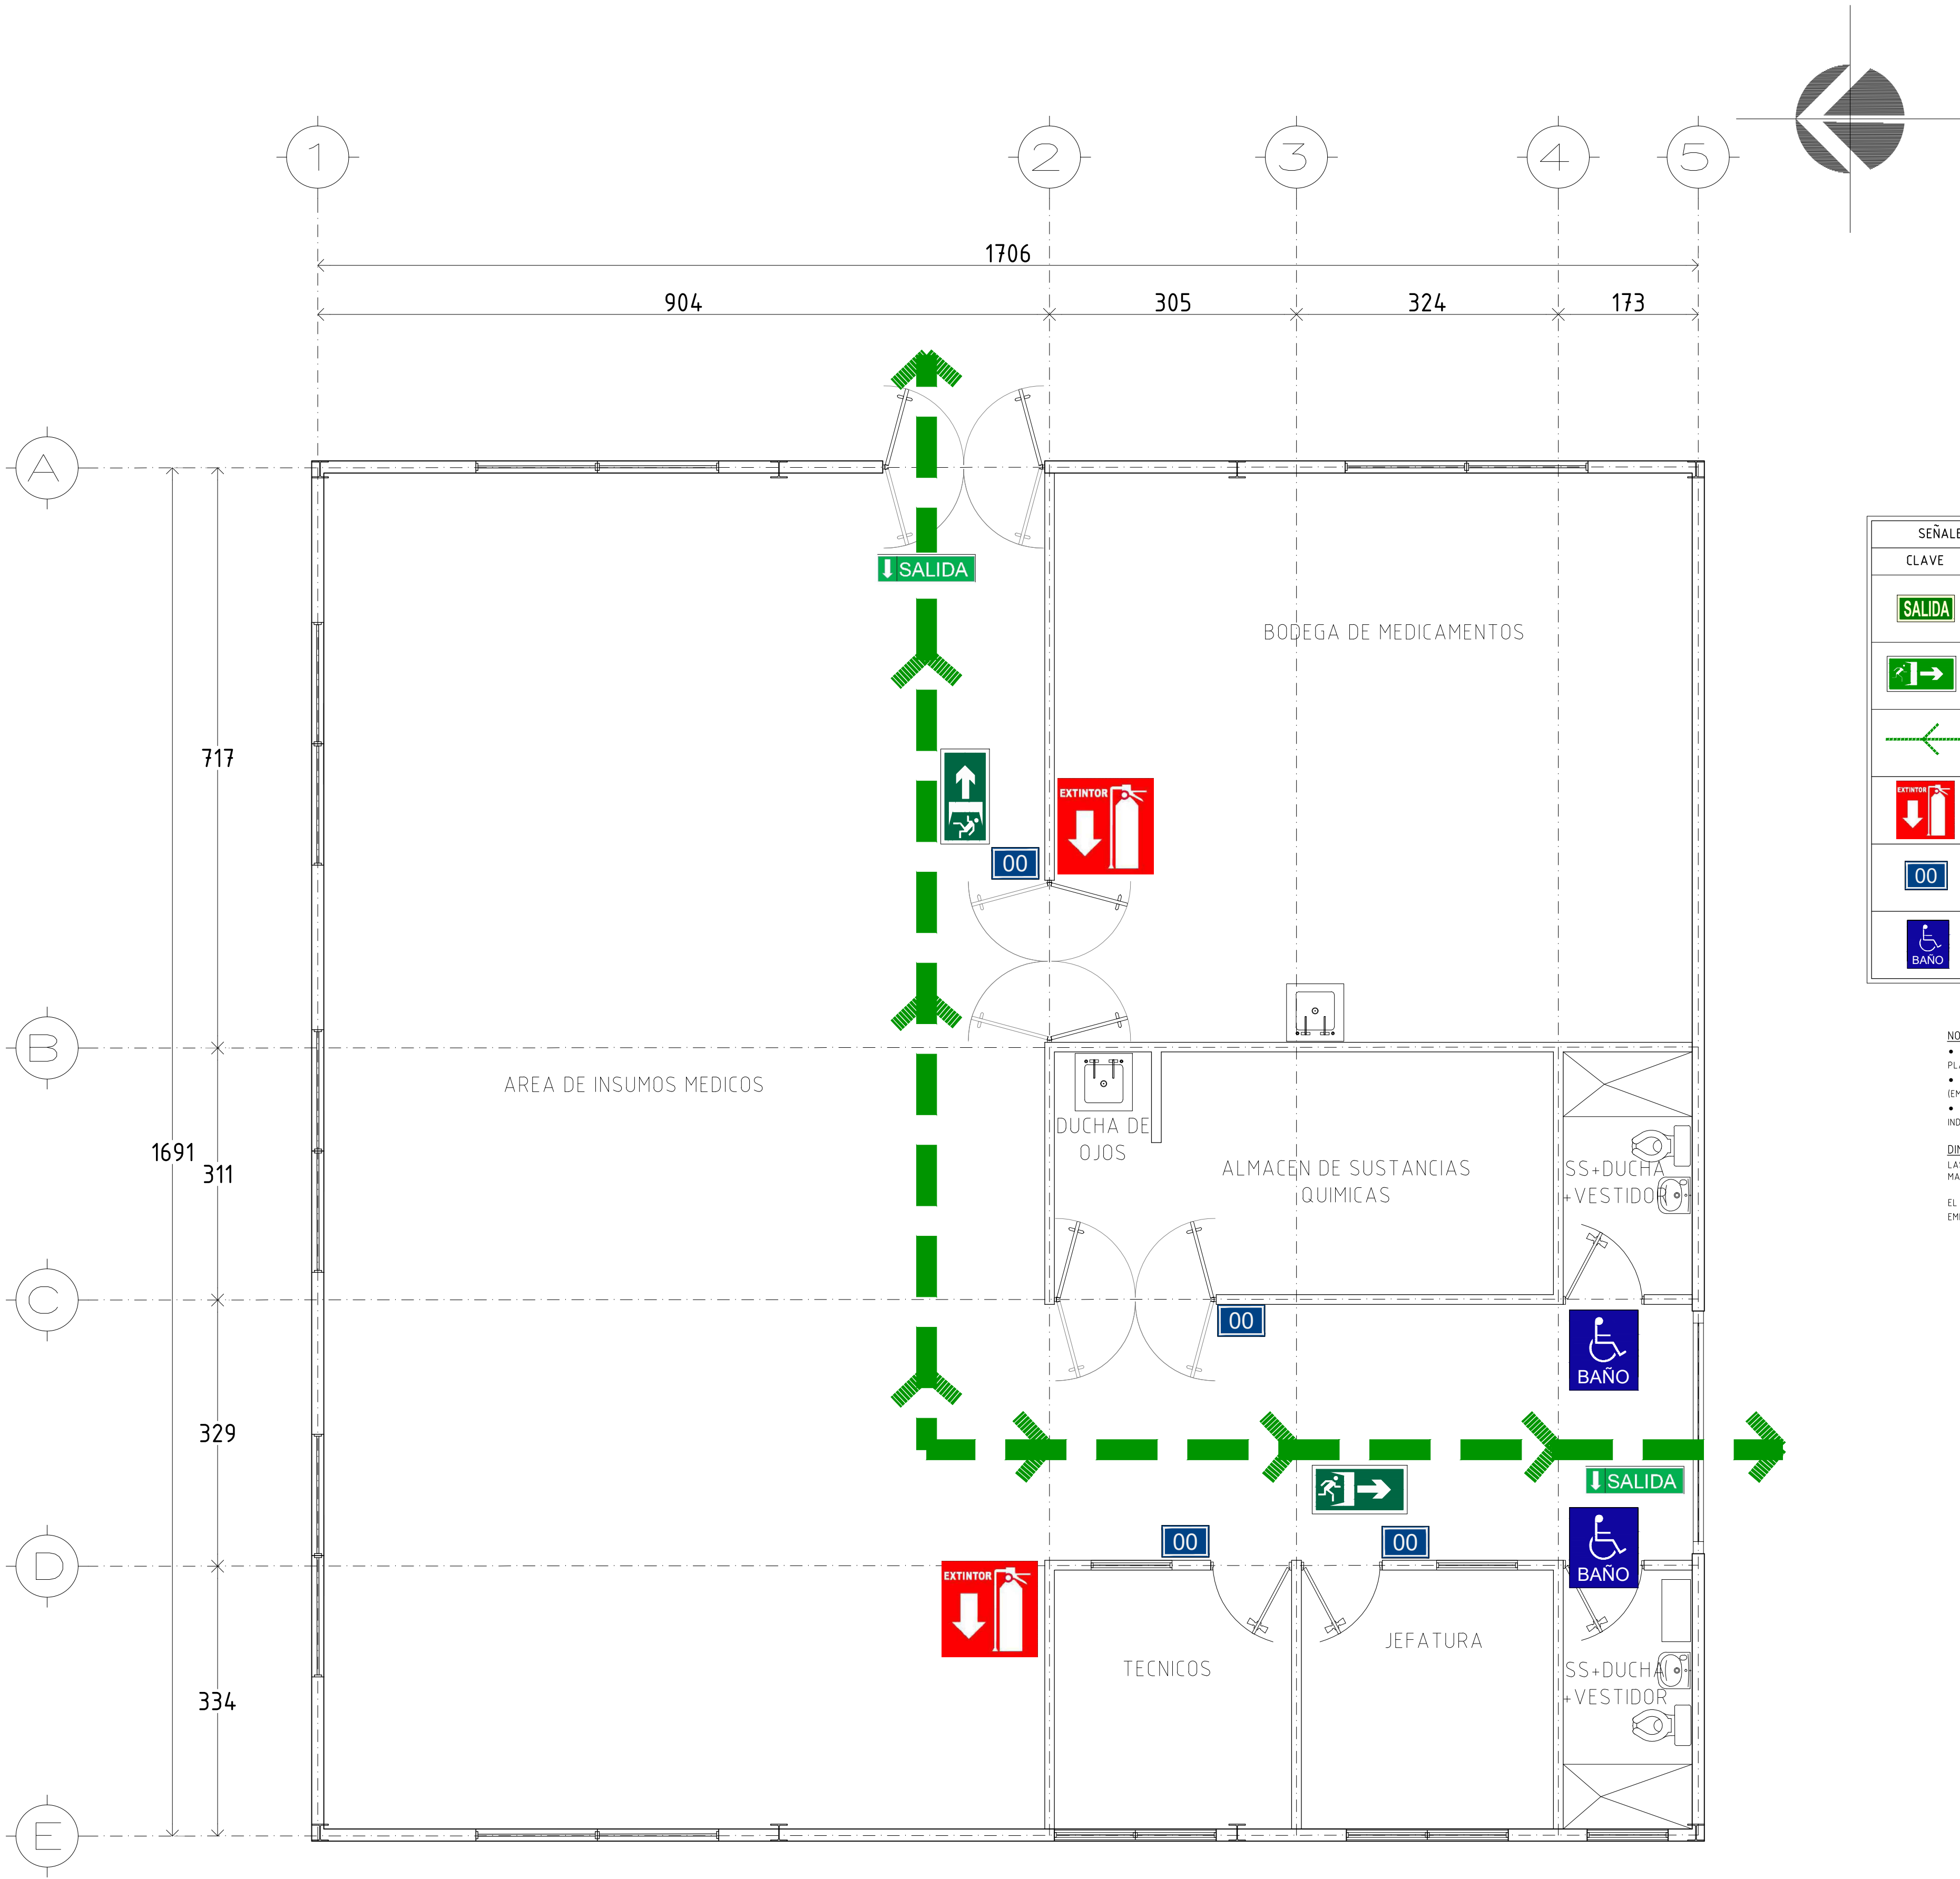 1
2
3
4
5
1706
904
305
324
173
A
SALIDA
BODEGA DE MEDICAMENTOS
717
EXTINTOR
00
B
AREA DE INSUMOS MEDICOS
DUCHA DE
OJOS
1691
311
ALMACEN DE SUSTANCIAS
QUIMICAS
SS+DUCHA
+VESTIDOR
C
00
BAÑO
329
SALIDA
00
00
BAÑO
D
EXTINTOR
JEFATURA
TECNICOS
SS+DUCHA
+VESTIDOR
334
E
CLAVE
SALIDA
EXTINTOR
00
BAÑO
EL